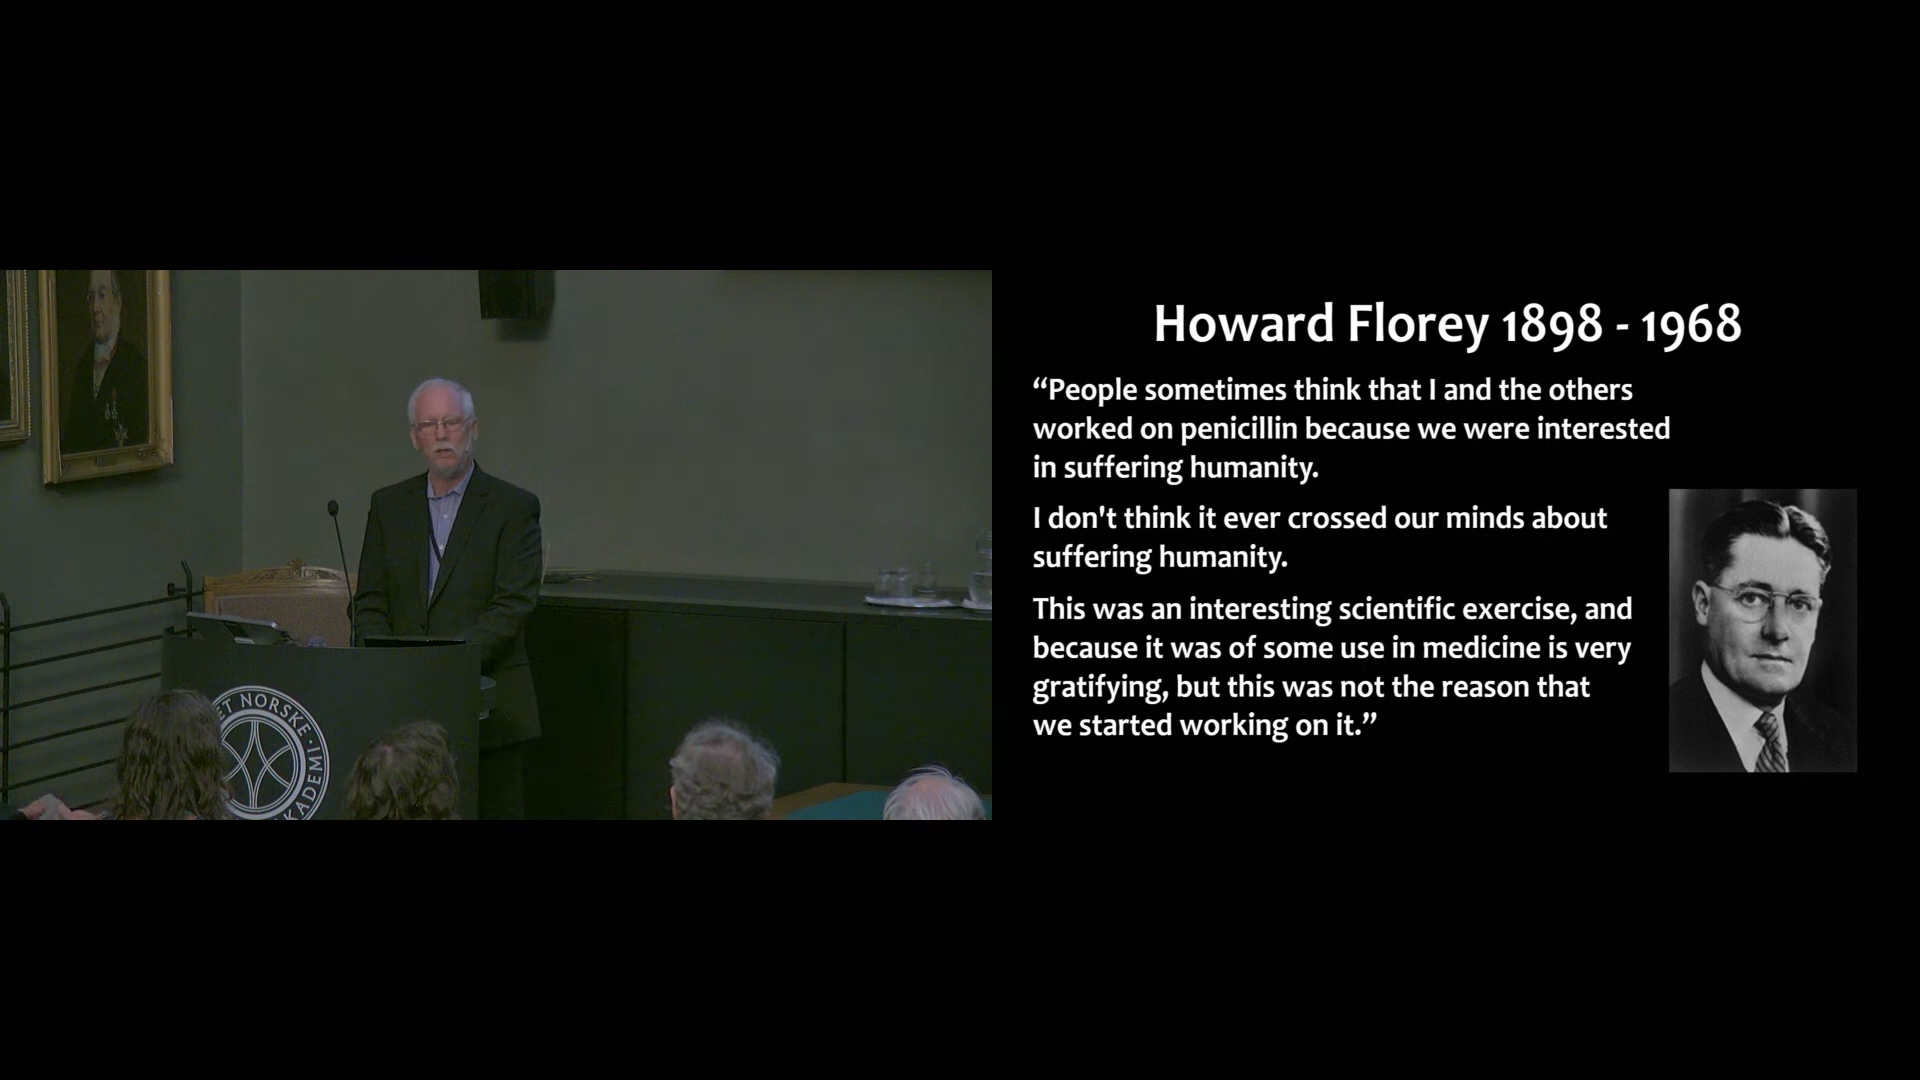 ET NORSKE · VI
KADEMI
Howard Florey 1898 - 1968
“People sometimes think that I and the others
worked on penicillin because we were interested
in suffering humanity.
I don't think it ever crossed our minds about
suffering humanity.
This was an interesting scientific exercise, and
because it was of some use in medicine is very
gratifying, but this was not the reason that
we started working on it.”